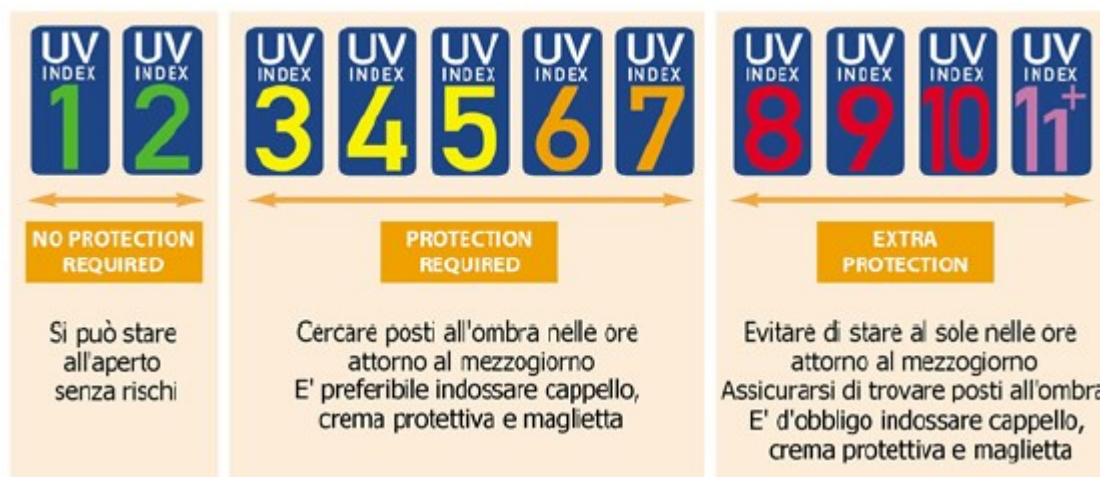 UV
INDEX
1
UV
INDEX
2
NO PROTECTION
REQUIRED
Si può stare
all'aperto
senza rischi
UV
INDEX
3
UV
INDEX
4
UV
INDEX
5
UV
INDEX
6
UV
INDEX
7
PROTECTION
REQUIRED
Cercare posti all'ombra nelle ore
attorno al mezzogiorno
E' preferibile indossare cappello,
crema protettiva e maglietta
UV
INDEX
8
UV
INDEX
9
UV
INDEX
10
UV
INDEX
11+
EXTRA
PROTECTION
Evitare di stare al sole nelle ore
attorno al mezzogiorno
Assicurarsi di trovare posti all'ombra
E' d'obbligo indossare cappello,
crema protettiva e maglietta